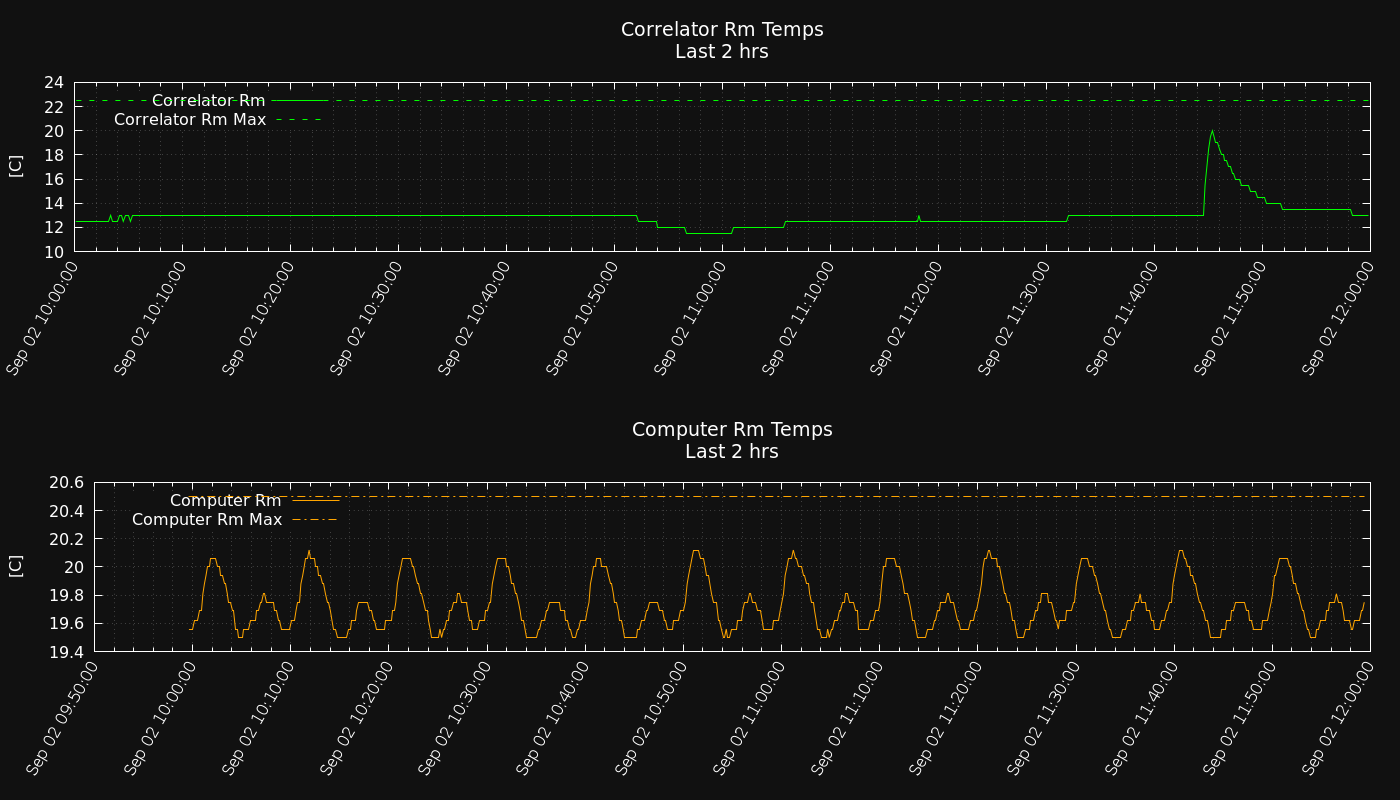 Correlator Rm Temps
Last 2 hrs
24
22
20
18
16
14
12
10
[C]
Correlator Rm
Correlator Rm Max
Sep 02 10:00:00
Sep 02 10:10:00
Sep 02 10:20:00
Sep 02 10:30:00
Sep 02 10:40:00
Sep 02 10:50:00
Sep 02 11:00:00
Sep 02 11:10:00
Sep 02 11:20:00
Sep 02 11:30:00
Sep 02 11:40:00
Sep 02 11:50:00
Sep 02 12:00:00
Computer Rm Temps
Last 2 hrs
20.6
20.4
20.2
20
19.8
19.6
19.4
[C]
Computer Rm
Computer Rm Max
Sep 02 09:50:00
Sep 02 10:00:00
Sep 02 10:10:00
Sep 02 10:20:00
Sep 02 10:30:00
Sep 02 10:40:00
Sep 02 10:50:00
Sep 02 11:00:00
Sep 02 11:10:00
Sep 02 11:20:00
Sep 02 11:30:00
Sep 02 11:40:00
Sep 02 11:50:00
Sep 02 12:00:00